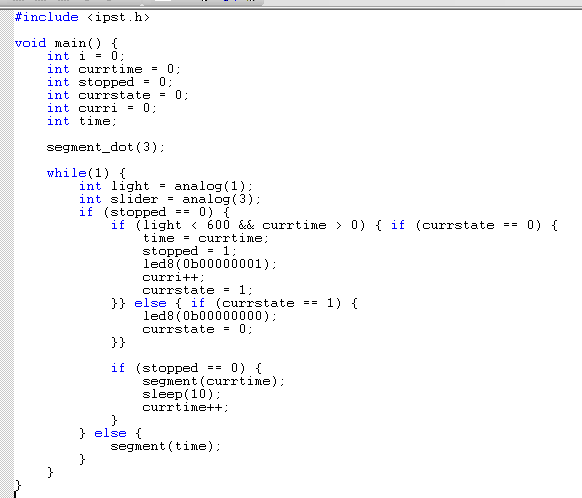 #include <ipst.h>
void main() {
int i = 0;
int currtime = 0;
int stopped = 0;
int currstate = 0;
int curri = 0;
int time;
segment_dot(3);
while(1) {
int light = analog(1);
int slider = analog(3);
if (stopped == 0) {
if (light < 600 && currtime > 0) { if (currstate == 0) {
time = currtime;
stopped = 1;
led8(0b00000001);
curri++;
currstate = 1;
}} else { if (currstate == 1) {
led8(0b00000000);
currstate = 0;
}}
if (stopped == 0) {
segment(currtime);
sleep(10);
currtime++;
}
} else {
segment(time);
}
}
}